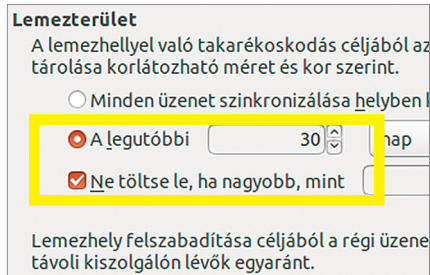 Lemezterület
A lemezhellyel való takarékoskodás céljából az
tárolása korlátozható méret és kor szerint.
Minden üzenet szinkronizálása helyben
A legutóbbi 30 nap
Ne töltse le, ha nagyobb, mint
Lemezhely felszabadítása céljából a régi üzene
távoli kiszolgálón lévők egyaránt.